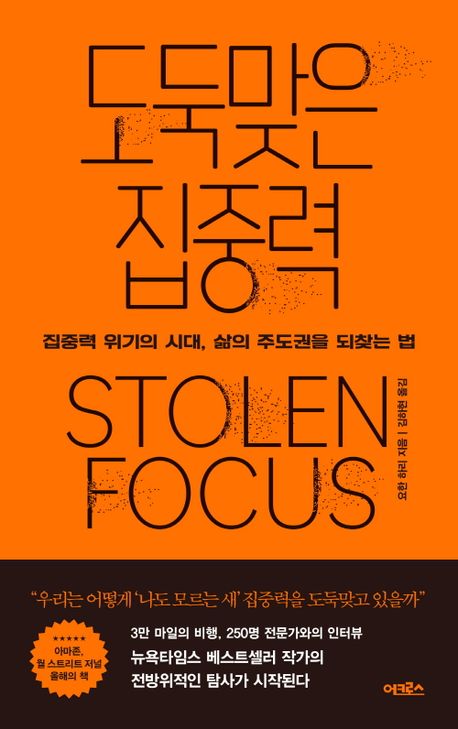 도둑맞은
집중력
집중력 위기의 시대, 삶의 주도권을 되찾는 법
STOLEN
FOCUS
요한 하리 지음 | 김하현 옮김
“우리는 어떻게 ‘나도 모르는 새’ 집중력을 도둑맞고 있을까”
★★★★★
아마존,
월 스트리트 저널
올해의 책
3만 마일의 비행, 250명 전문가와의 인터뷰
뉴욕타임스 베스트셀러 작가의
전방위적인 탐사가 시작된다
어크로스